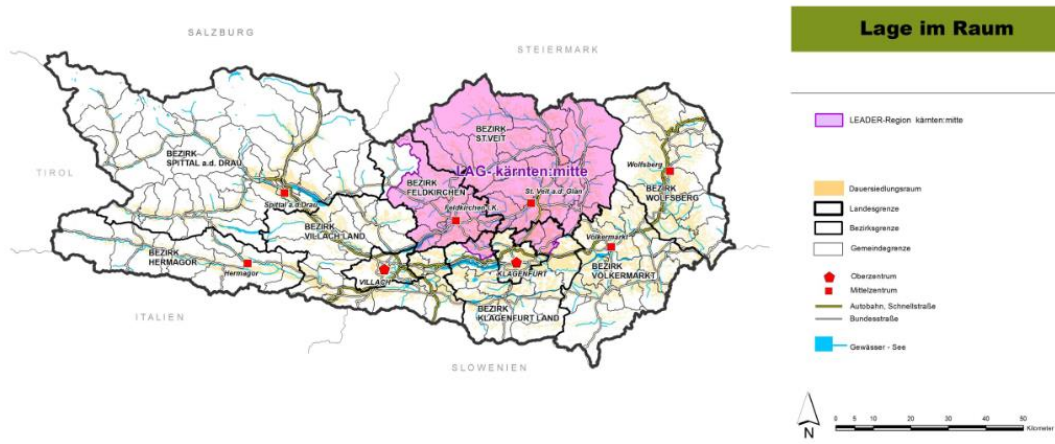 Lage im Raum
SALZBURG
STEIERMARK
TIROL
ITALIEN
SLOWENIEN
BEZIRK
SPITTAL a.d. DRAU
Spittal a.d.Drau
BEZIRK
HERMAGOR
Hermagor
BEZIRK
VILLACH LAND
VILLACH
BEZIRK
FELDKIRCHEN
Feldkirchen i.K.
BEZIRK
ST.VEIT
LAG- kärnten:mitte
St. Veit a.d. Glan
KLAGENFURT
BEZIRK
KLAGENFURT LAND
Wolfsberg
BEZIRK
WOLFSBERG
Völkermarkt
BEZIRK
VÖLKERMARKT
LEADER-Region kärnten:mitte
Dauersiedlungsraum
Landesgrenze
Bezirksgrenze
Gemeindegrenze
Oberzentrum
Mittelzentrum
Autobahn, Schnellstraße
Bundesstraße
Gewässer - See
N
0 5 10 20 30 40 50
Kilometer